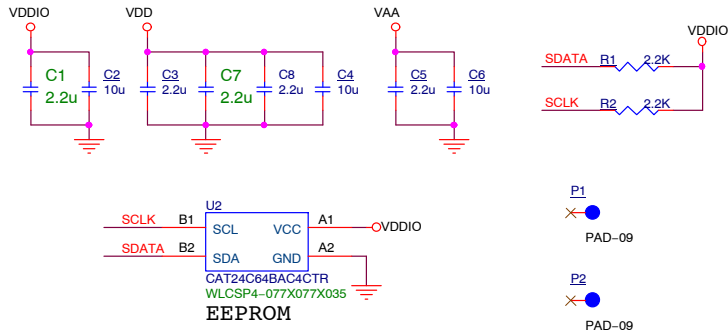 VDDIO
VDD
VAA
VDDIO
C1
2.2u
C2
10u
C3
2.2u
C7
2.2u
C8
2.2u
C4
10u
C5
2.2u
C6
10u
SDATA R1 2.2K
SCLK R2 2.2K
U2
SCLK B1 SCL VCC A1 VDDIO
SDATA B2 SDA GND A2
CAT24C64BAC4CTR
WLCSP4-077X077X035
EEPROM
P1
PAD-09
P2
PAD-09